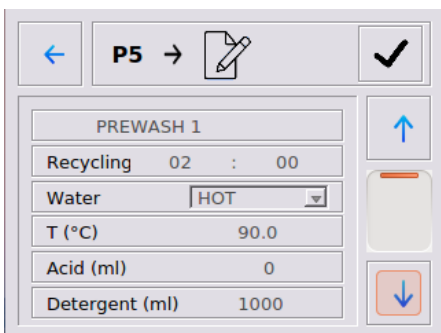 P5
PREWASH 1
Recycling 02 : 00
Water HOT
T (°C) 90.0
Acid (ml) 0
Detergent (ml) 1000